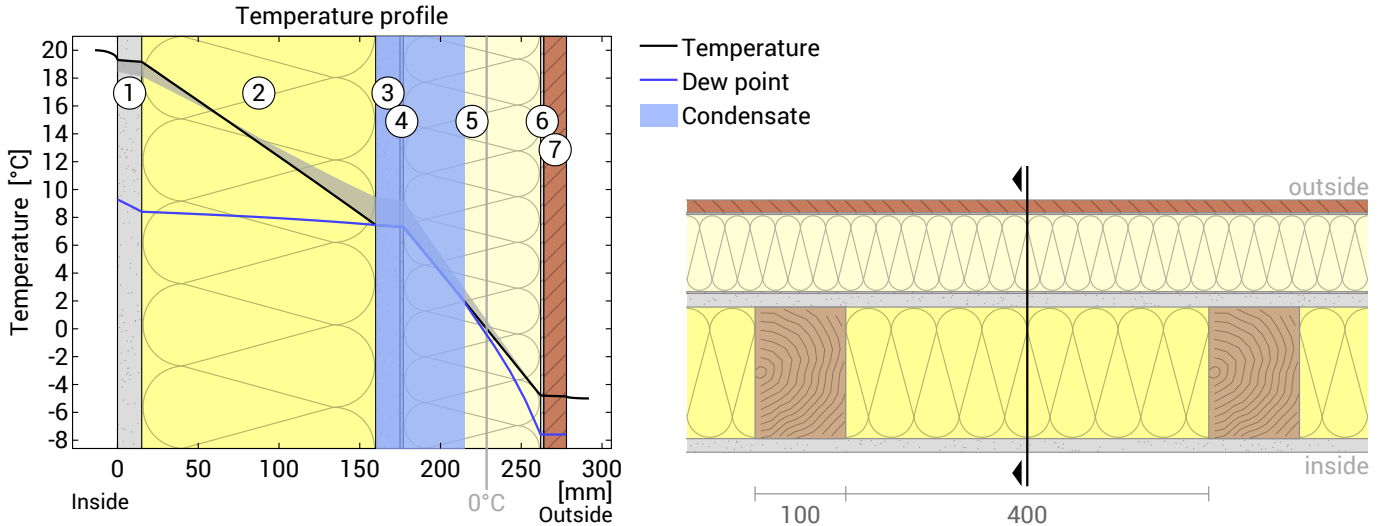 Temperature profile
Temperature [°C]
20
18
16
14
12
10
8
6
4
2
0
-2
-4
-6
-8
1
2
3
4
5
6
7
0 50 100 150 200 250 300
[mm]
Inside
0°C
Outside
Temperature
Dew point
Condensate
outside
inside
100 400